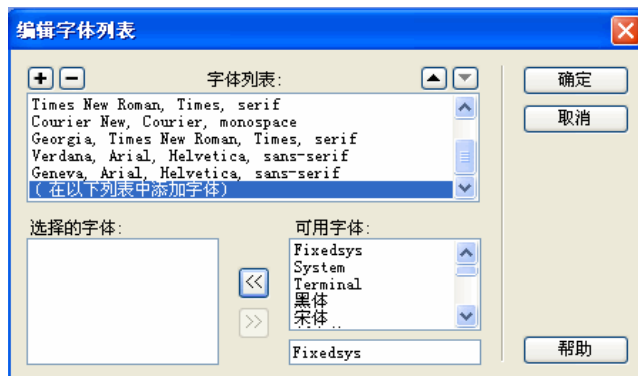 编辑字体列表
字体列表:
确定
取消
Times New Roman, Times, serif
Courier New, Courier, monospace
Georgia, Times New Roman, Times, serif
Verdana, Arial, Helvetica, sans-serif
Geneva, Arial, Helvetica, sans-serif
(在以下列表中添加字体)
选择的字体:
可用字体:
Fixedsys
System
Terminal
黑体
宋体
<<
>>
Fixedsys
帮助